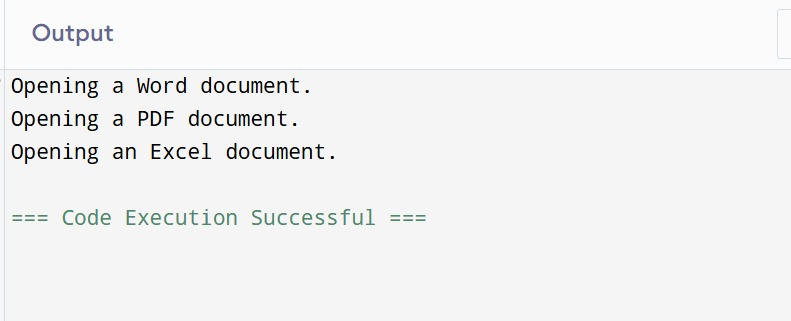 Output
Opening a Word document.
Opening a PDF document.
Opening an Excel document.
=== Code Execution Successful ===